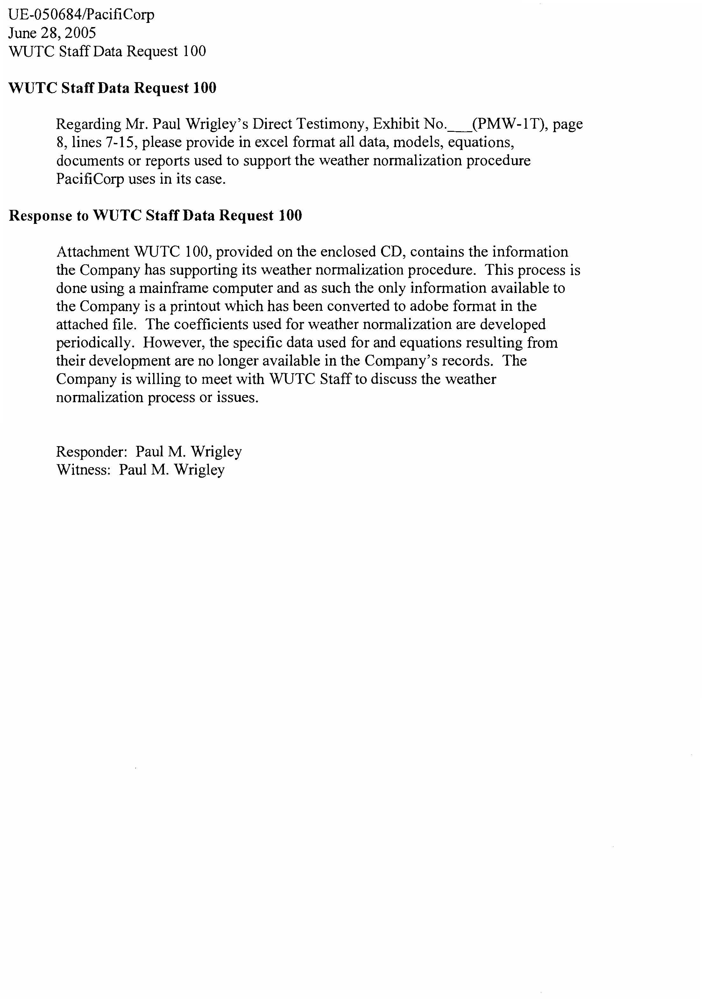 UE-050684/PacifiCorp
June 28, 2005
WUTC Staff Data Request 100
WUTC Staff Data Request 100
Regarding Mr. Paul Wrigley's Direct Testimony, Exhibit No.___(PMW-1T), page
8, lines 7-15, please provide in excel format all data, models, equations,
documents or reports used to support the weather normalization procedure
PacifiCorp uses in its case.
Response to WUTC Staff Data Request 100
Attachment WUTC 100, provided on the enclosed CD, contains the information
the Company has supporting its weather normalization procedure. This process is
done using a mainframe computer and as such the only information available to
the Company is a printout which has been converted to adobe format in the
attached file. The coefficients used for weather normalization are developed
periodically. However, the specific data used for and equations resulting from
their development are no longer available in the Company's records. The
Company is willing to meet with WUTC Staff to discuss the weather
normalization process or issues.
Responder: Paul M. Wrigley
Witness: Paul M. Wrigley